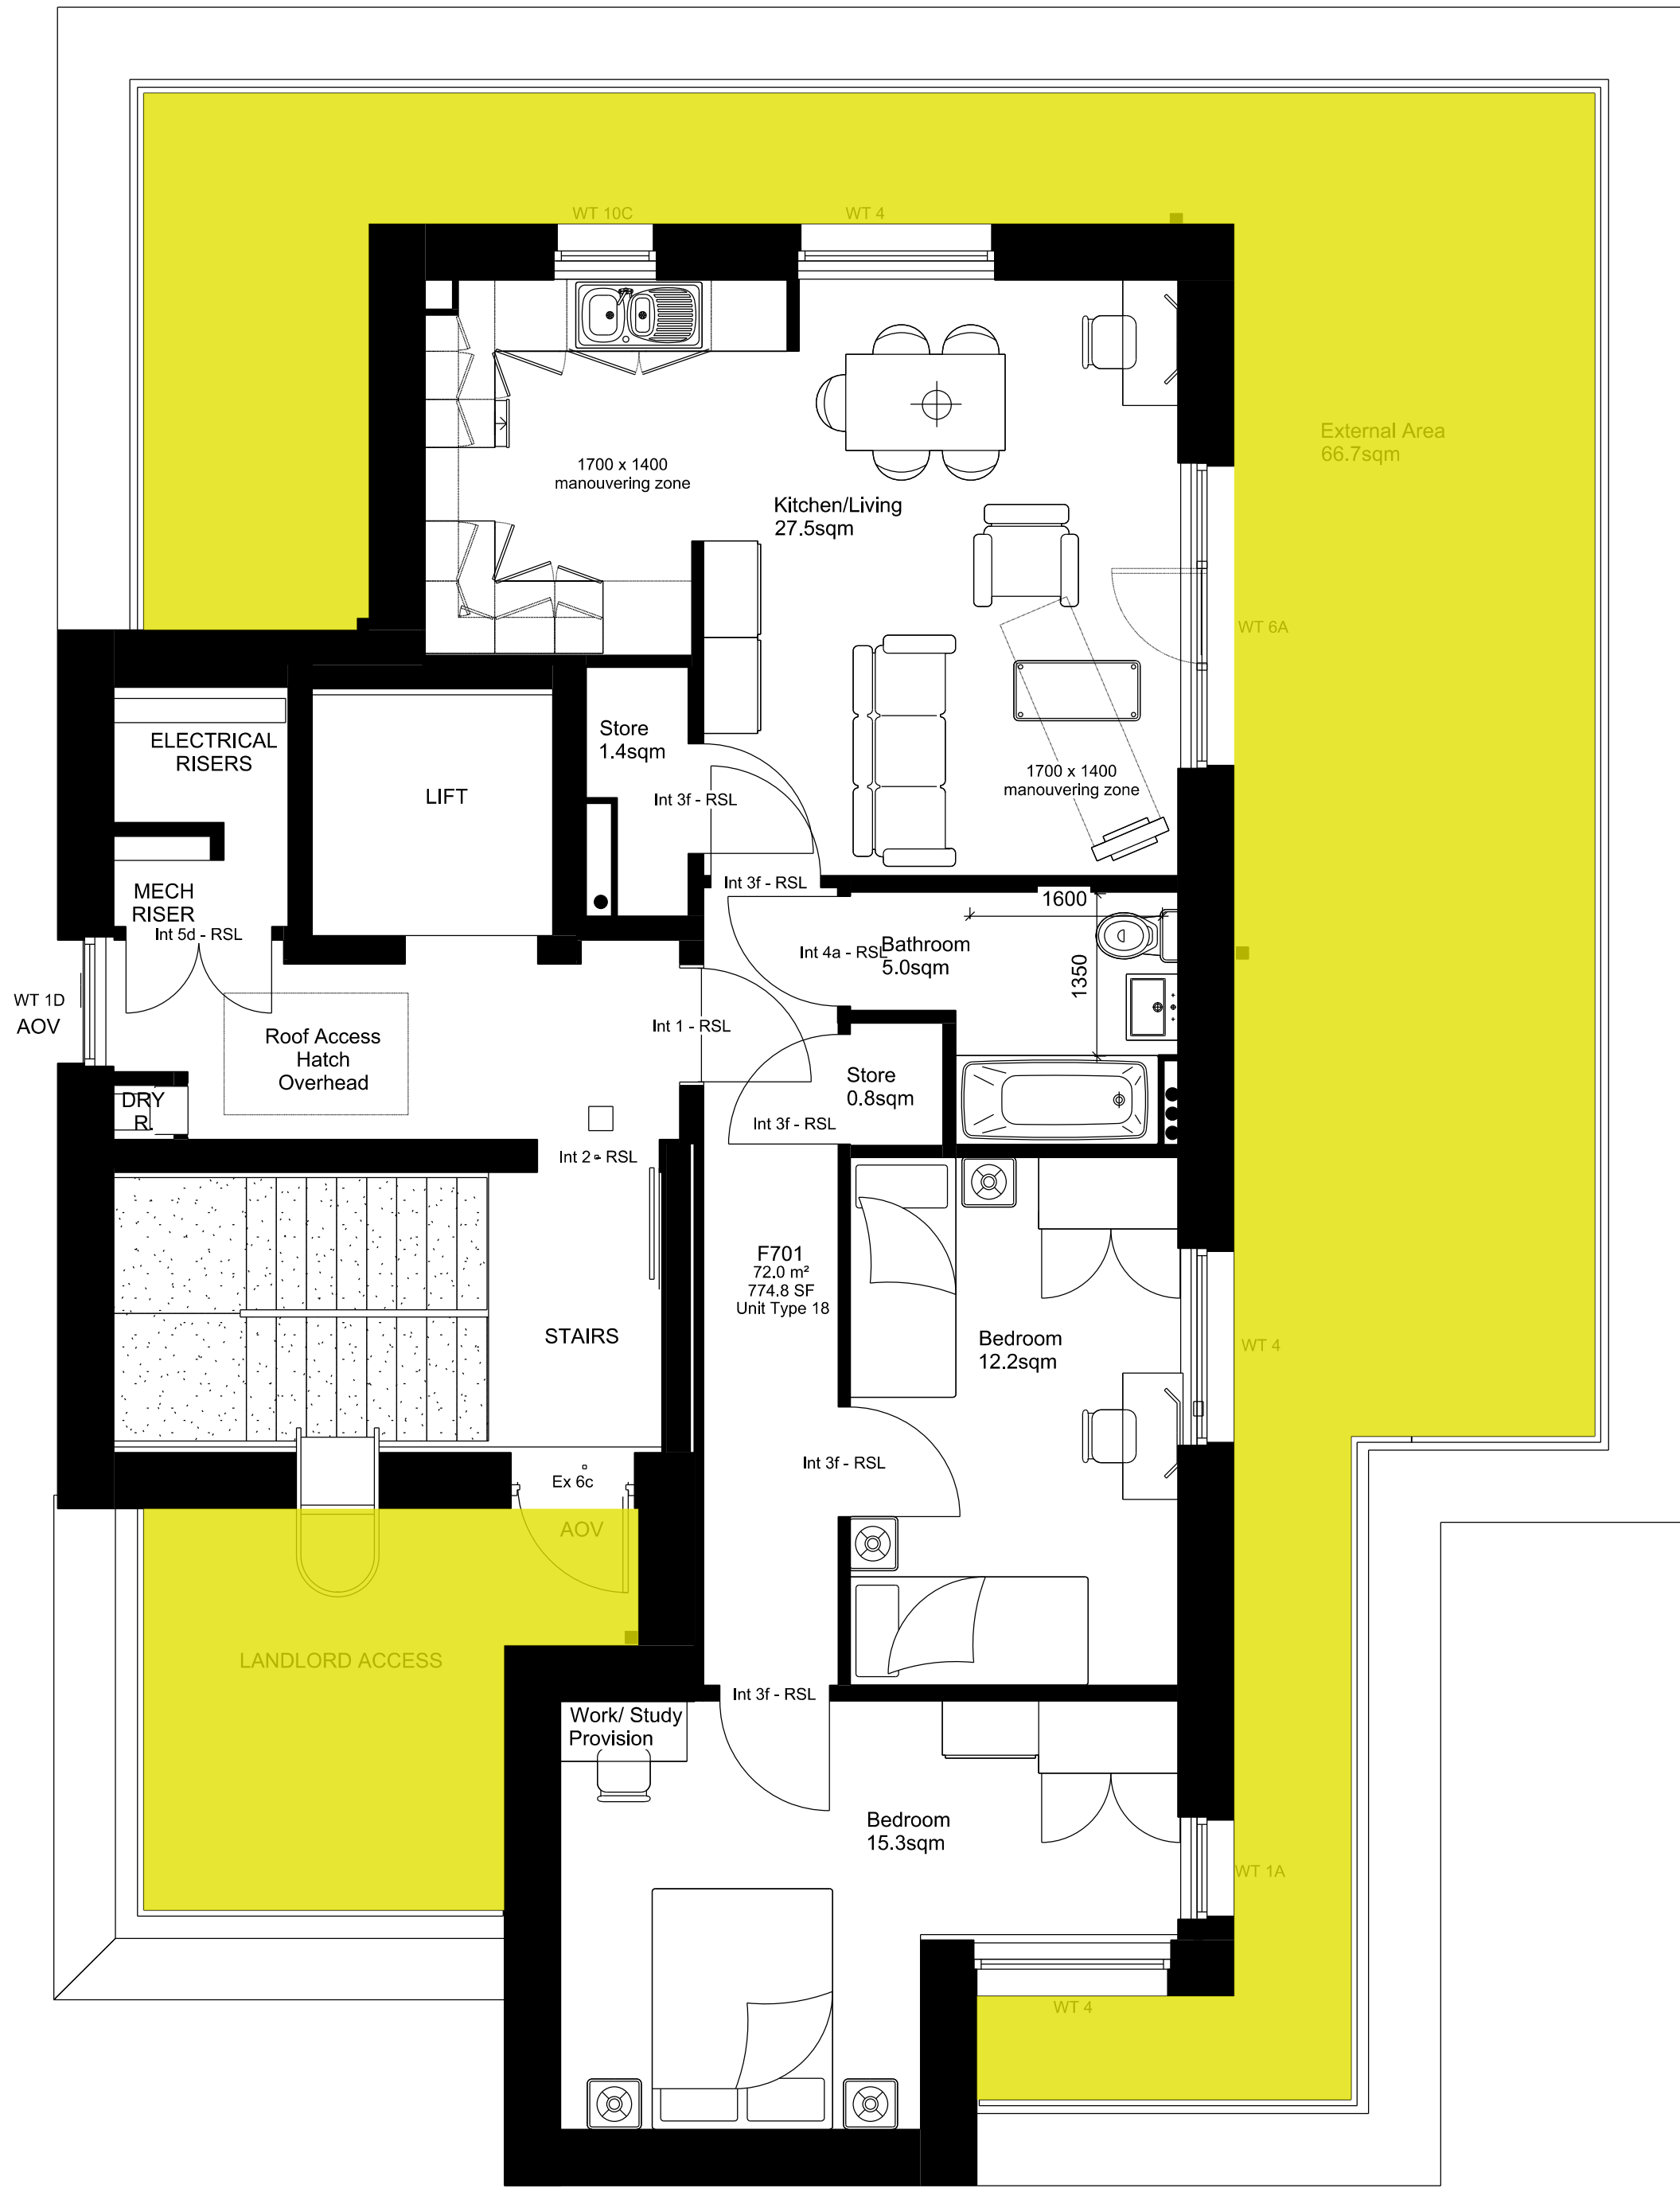 WT 10C
WT 4
External Area
66.7sqm
1700 x 1400
manouvering zone
Kitchen/Living
27.5sqm
WT 6A
Store
1.4sqm
ELECTRICAL
RISERS
LIFT
Int 3f - RSL
1700 x 1400
manouvering zone
MECH
RISER
Int 5d - RSL
Int 3f - RSL
1600
Int 4a - RSL
Bathroom
5.0sqm
1350
WT 1D
AOV
Roof Access
Hatch
Overhead
Int 1 - RSL
Store
0.8sqm
DRY
R.
Int 3f - RSL
Int 2 - RSL
F701
72.0 m²
774.8 SF
Unit Type 18
STAIRS
Bedroom
12.2sqm
WT 4
Int 3f - RSL
Ex 6c
AOV
LANDLORD ACCESS
Int 3f - RSL
Work/ Study
Provision
Bedroom
15.3sqm
WT 1A
WT 4